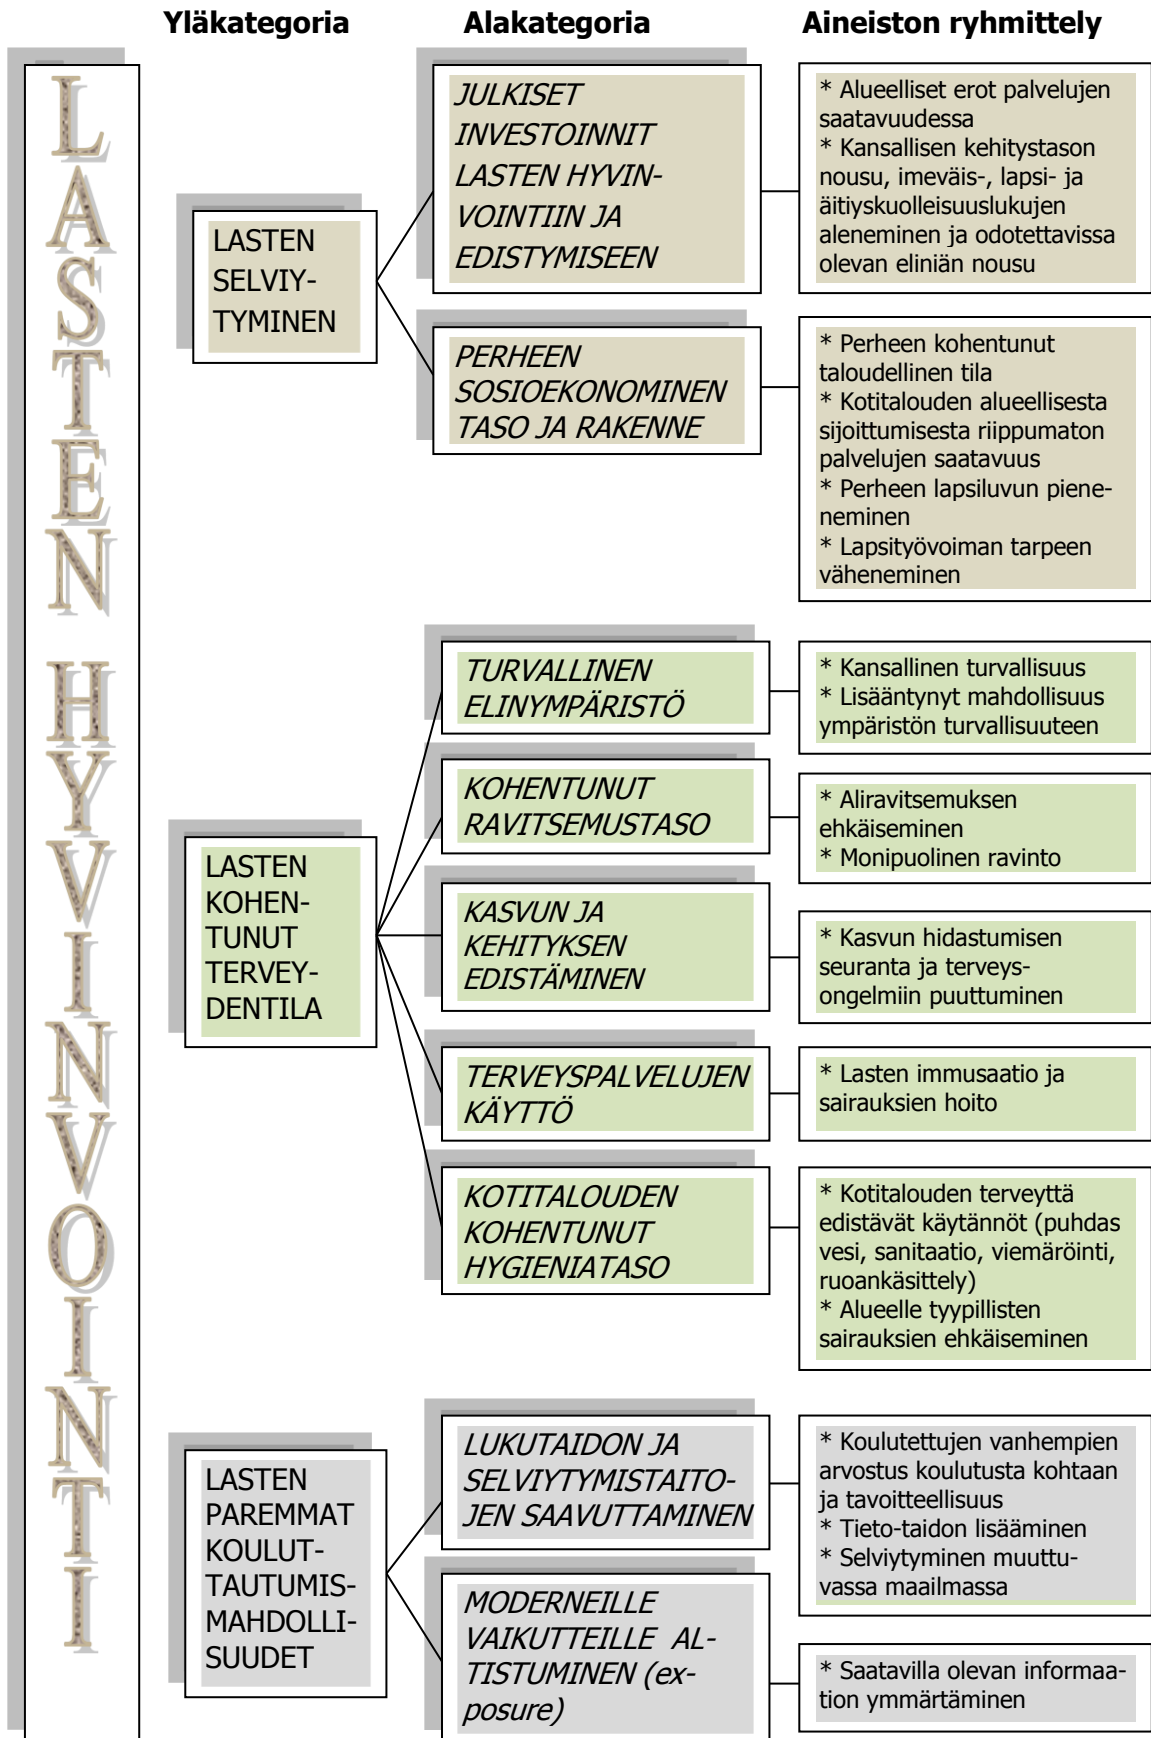 Yläkategoria Alakategoria Aineiston ryhmittely
LASTEN HYVINVOINTI
LASTEN
SELVIY-
TYMINEN
JULKISET
INVESTOINNIT
LASTEN HYVIN-
VOINTIIN JA
EDISTYMISEEN
* Alueelliset erot palvelujen
saatavuudessa
* Kansallisen kehitystason
nousu, imeväis-, lapsi- ja
äitiyskuolleisuuslukujen
aleneminen ja odotettavissa
olevan eliniän nousu
PERHEEN
SOSIOEKONOMINEN
TASO JA RAKENNE
* Perheen kohentunut
taloudellinen tila
* Kotitalouden alueellisesta
sijoittumisesta riippumaton
palvelujen saatavuus
* Perheen lapsiluvun piene-
neminen
* Lapsityövoiman tarpeen
väheneminen
LASTEN
KOHEN-
TUNUT
TERVEY-
DENTILA
TURVALLINEN
ELINYMPÄRISTÖ
* Kansallinen turvallisuus
* Lisääntynyt mahdollisuus
ympäristön turvallisuuteen
KOHENTUNUT
RAVITSEMUSTASO
* Aliravitsemuksen
ehkäiseminen
* Monipuolinen ravinto
KASVUN JA
KEHITYKSEN
EDISTÄMINEN
* Kasvun hidastumisen
seuranta ja terveys-
ongelmiin puuttuminen
TERVEYSPALVELUJEN
KÄYTTÖ
* Lasten immusaatio ja
sairauksien hoito
KOTITALOUDEN
KOHENTUNUT
HYGIENIATASO
* Kotitalouden terveyttä
edistävät käytännöt (puhdas
vesi, sanitaatio, viemäröinti,
ruoankäsittely)
* Alueelle tyypillisten
sairauksien ehkäiseminen
LASTEN
PAREMMAT
KOULUT-
TAUTUMIS-
MAHDOLLI-
SUUDET
LUKUTAIDON JA
SELVIYTYMISTAITO-
JEN SAAVUTTAMINEN
* Koulutettujen vanhempien
arvostus koulutusta kohtaan
ja tavoitteellisuus
* Tieto-taidon lisääminen
* Selviytyminen muuttu-
vassa maailmassa
MODERNEILLE
VAIKUTTEILLE AL-
TISTUMINEN (ex-
posure)
* Saatavilla olevan informaa-
tion ymmärtäminen